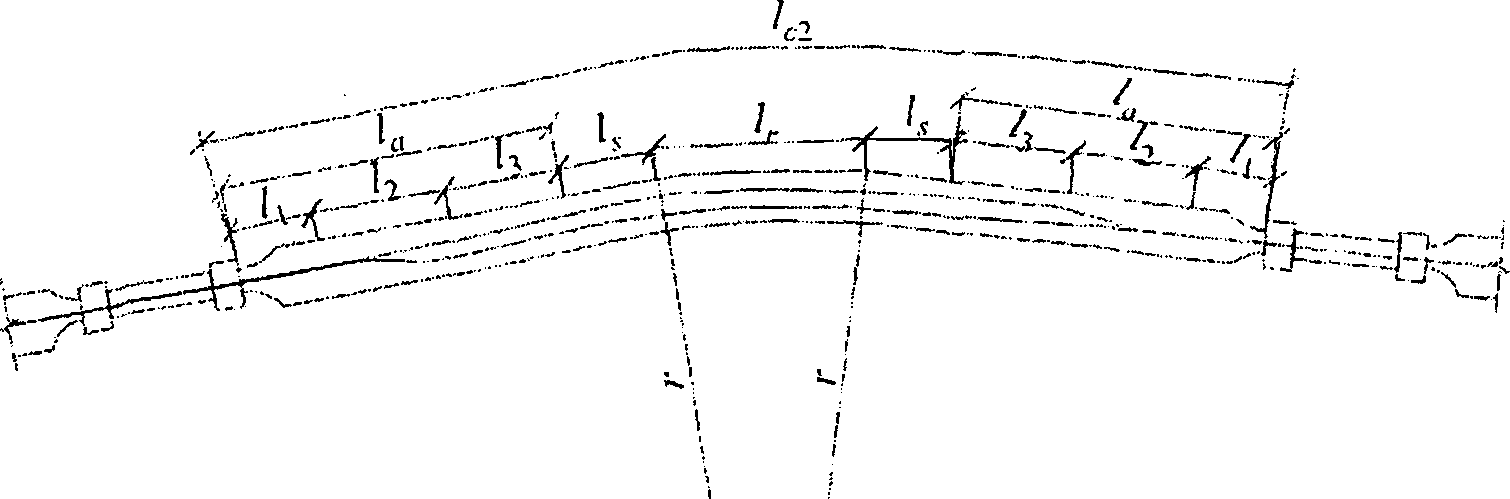 l_c2
l_a l_s l_r l_s l_a
l_1 l_2 l_3 l_3 l_2 l_1
r r